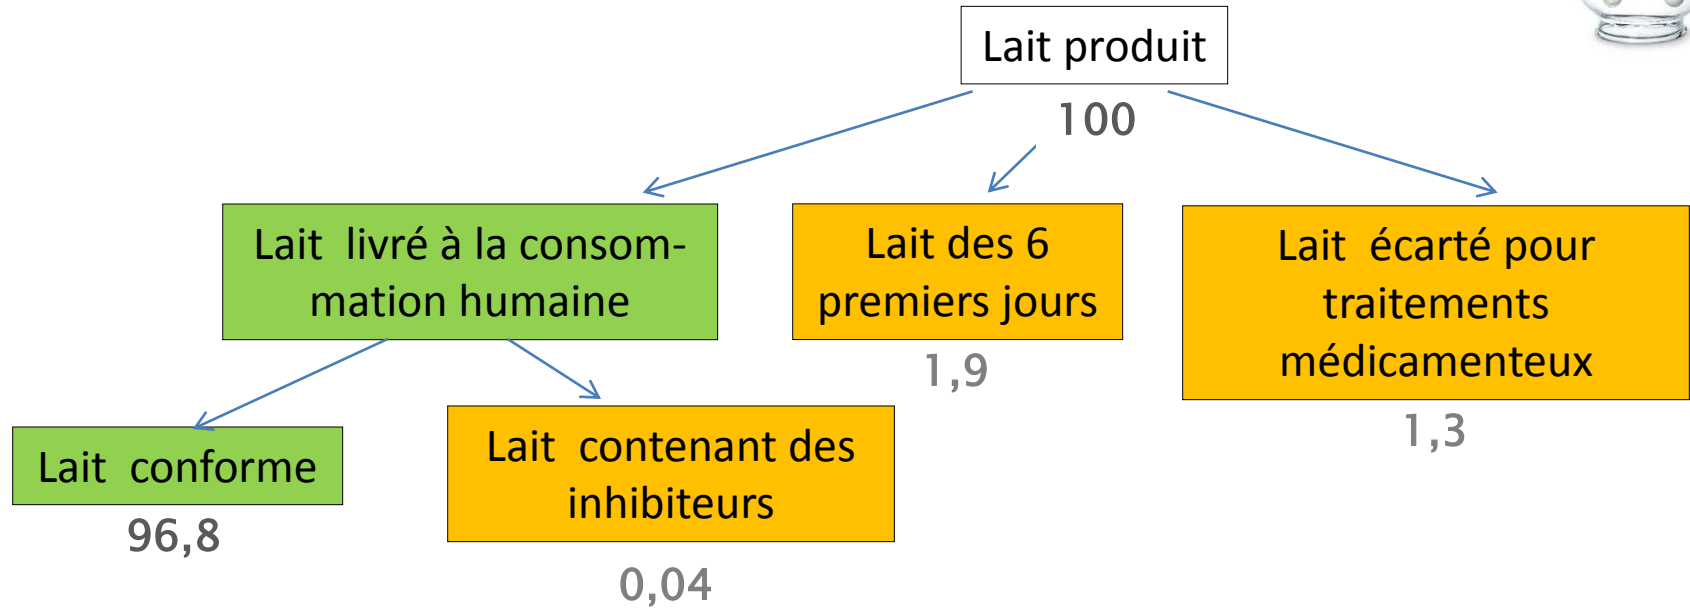 Lait produit
100
Lait livré à la consom-
mation humaine
Lait des 6
premiers jours
1,9
Lait écarté pour
traitements
médicamenteux
1,3
Lait conforme
96,8
Lait contenant des
inhibiteurs
0,04